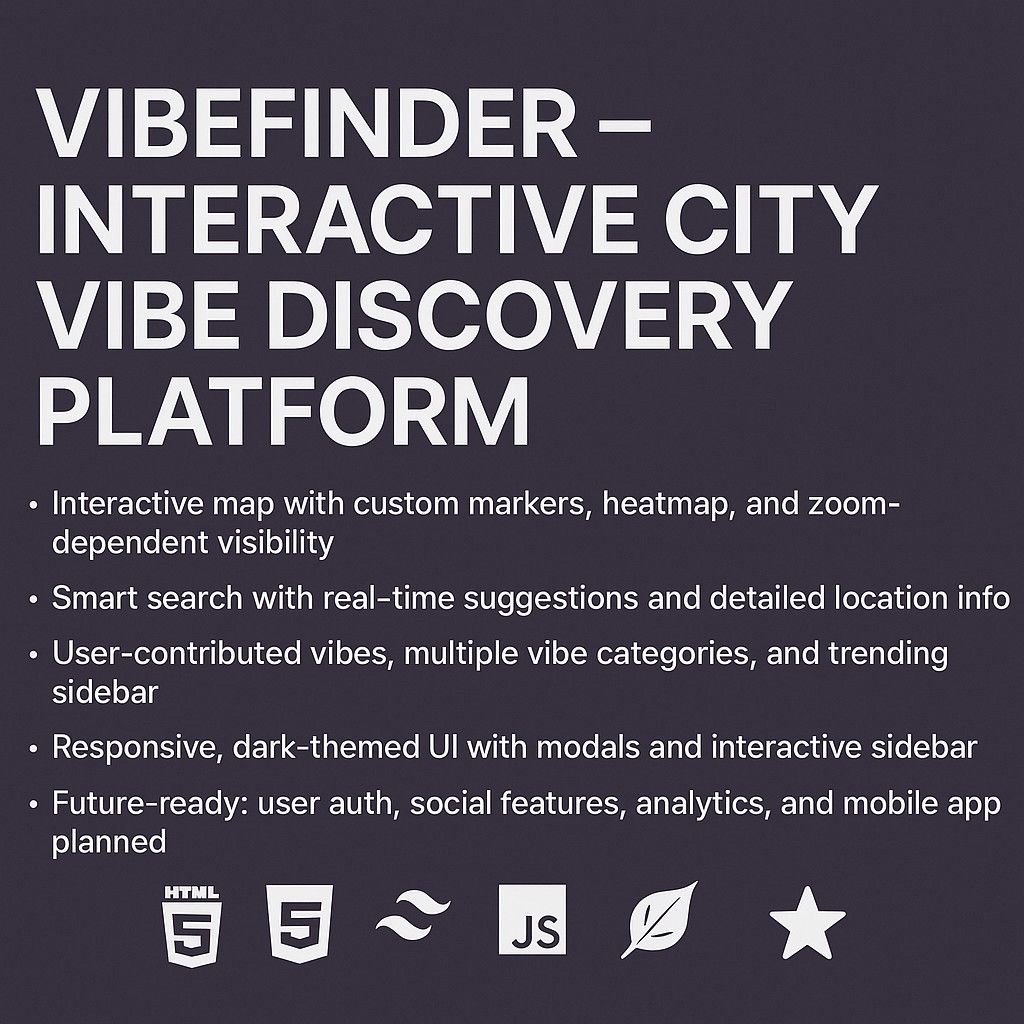 VIBEFINDER –
INTERACTIVE CITY
VIBE DISCOVERY
PLATFORM
• Interactive map with custom markers, heatmap, and zoom-
dependent visibility
• Smart search with real-time suggestions and detailed location info
• User-contributed vibes, multiple vibe categories, and trending
sidebar
• Responsive, dark-themed UI with modals and interactive sidebar
• Future-ready: user auth, social features, analytics, and mobile app
planned
HTML
5 5 JS